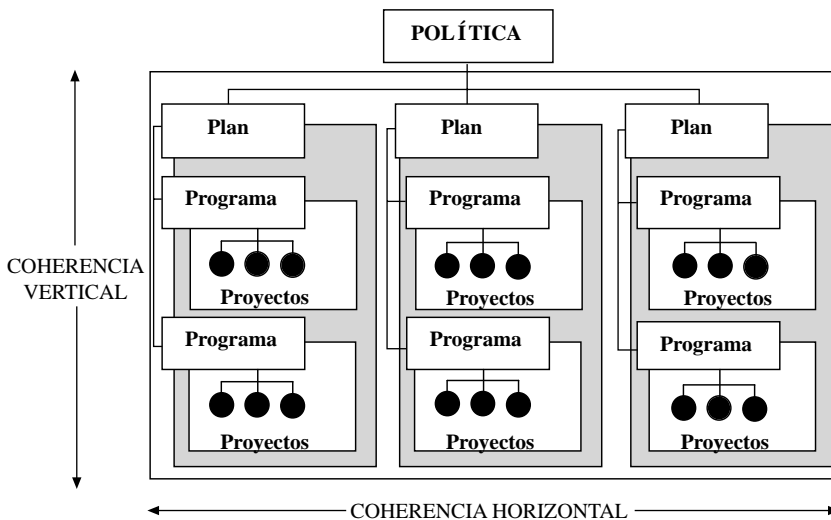 POLÍTICA
Plan
Plan
Plan
Programa
Programa
Programa
Proyectos
Proyectos
Proyectos
COHERENCIA
VERTICAL
Programa
Programa
Programa
Proyectos
Proyectos
Proyectos
COHERENCIA HORIZONTAL